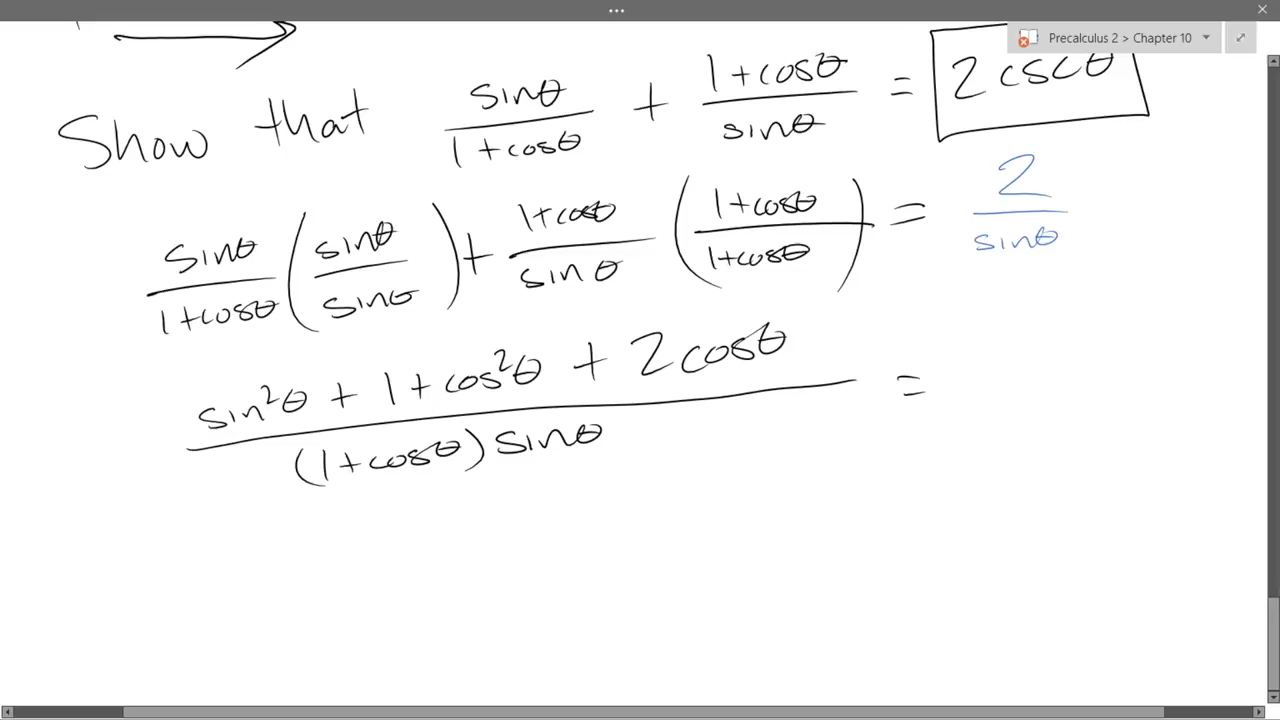 Precalculus 2 > Chapter 10
Show that sinθ/(1+cosθ) + (1+cosθ)/sinθ = 2cscθ
sinθ/(1+cosθ) (sinθ/sinθ) + (1+cosθ)/sinθ ((1+cosθ)/(1+cosθ)) = 2/sinθ
(sin²θ + 1 + cos²θ + 2cosθ)/((1+cosθ)sinθ) =